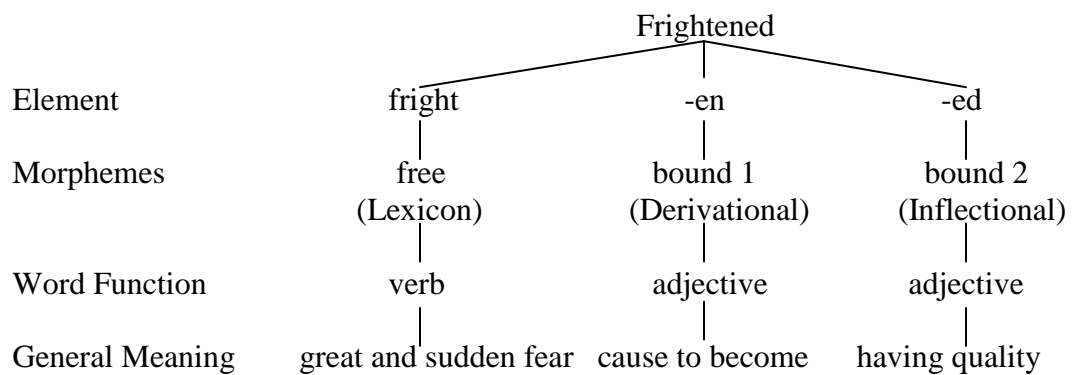 Frightened
Element fright -en -ed
Morphemes free bound 1 bound 2
(Lexicon) (Derivational) (Inflectional)
Word Function verb adjective adjective
General Meaning great and sudden fear cause to become having quality